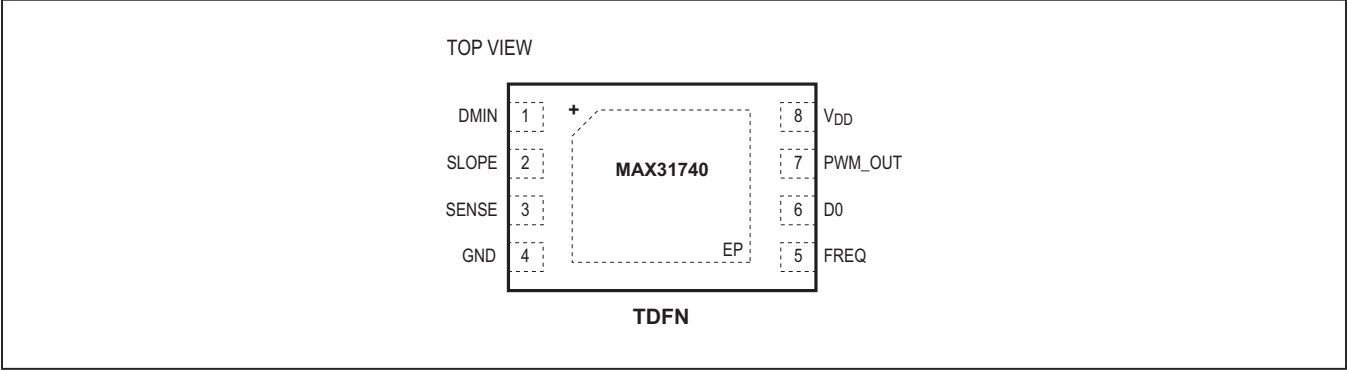 TOP VIEW
DMIN 1 + 8 VDD
SLOPE 2 MAX31740 7 PWM_OUT
SENSE 3 6 D0
GND 4 EP 5 FREQ
TDFN